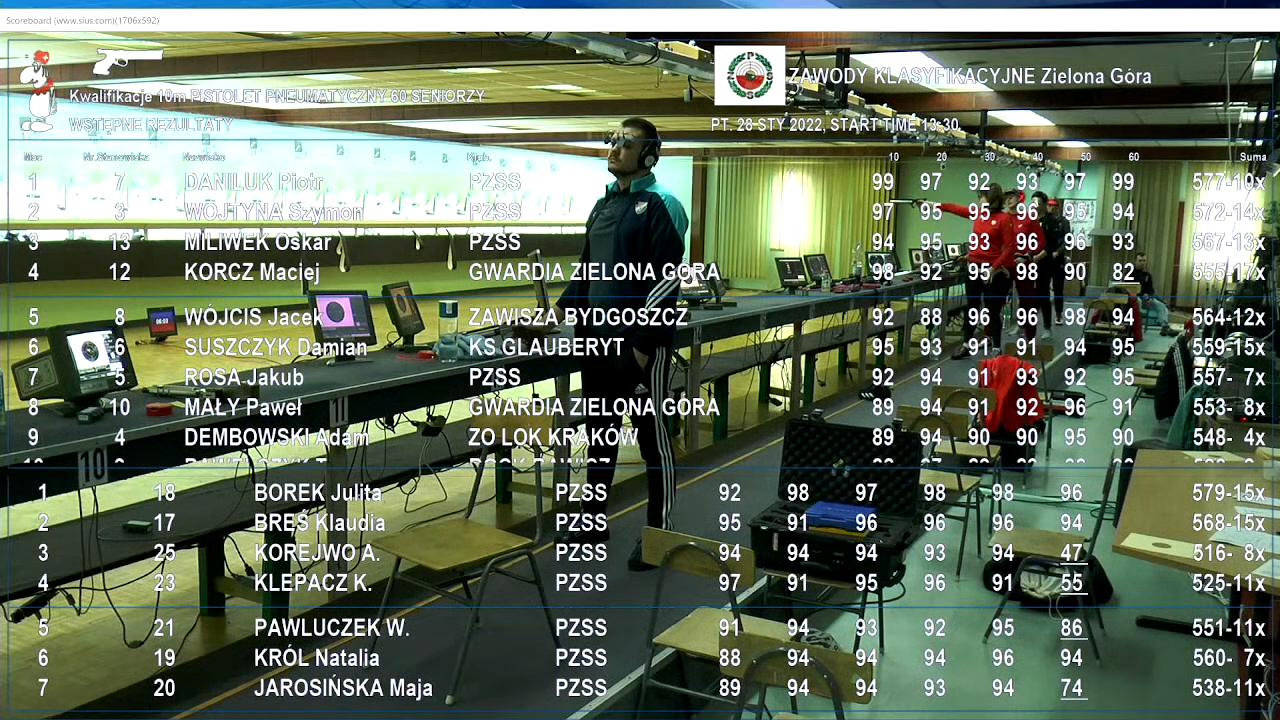 Scoreboard (www.sius.com)(1706x592)
ZAWODY KLASYFIKACYJNE Zielona Góra
Kwalifikacje 10m PISTOLET PNEUMATYCZNY 60 SENIORZY
WSTĘPNE REZULTATY
PT. 28 STY 2022, START TIME 13:30
Msc Nr.Stanowiska Nazwisko Klub 10 20 30 40 50 60 Suma
1 7 DANILUK Piotr PZSS 99 97 92 93 97 99 577-19x
2 3 WOJTYNA Szymon PZSS 97 95 95 96 95 94 572-14x
3 13 MILIWEK Oskar PZSS 94 95 93 96 96 93 567-13x
4 12 KORCZ Maciej GWARDIA ZIELONA GÓRA 98 92 95 98 90 82 555-17x
5 8 WÓJCIS Jacek ZAWISZA BYDGOSZCZ 92 88 96 96 98 94 564-12x
6 6 SUSZCZYK Damian KS GLAUBERYT 95 93 91 91 94 95 559-15x
7 5 ROSA Jakub PZSS 92 94 91 93 92 95 557- 7x
8 10 MAŁY Paweł GWARDIA ZIELONA GÓRA 89 94 91 92 96 91 553- 8x
9 4 DEMBOWSKI Adam ZO LOK KRAKÓW 89 94 90 90 95 90 548- 4x
1 18 BOREK Julita PZSS 92 98 97 98 98 96 579-15x
2 17 BREŚ Klaudia PZSS 95 91 96 96 96 94 568-15x
3 25 KOREJWO A. PZSS 94 94 94 93 94 47 516- 8x
4 23 KLEPACZ K. PZSS 97 91 95 96 91 55 525-11x
5 21 PAWLUCZEK W. PZSS 91 94 93 92 95 86 551-11x
6 19 KRÓL Natalia PZSS 88 94 94 94 96 94 560- 7x
7 20 JAROSIŃSKA Maja PZSS 89 94 94 93 94 74 538-11x
11
10